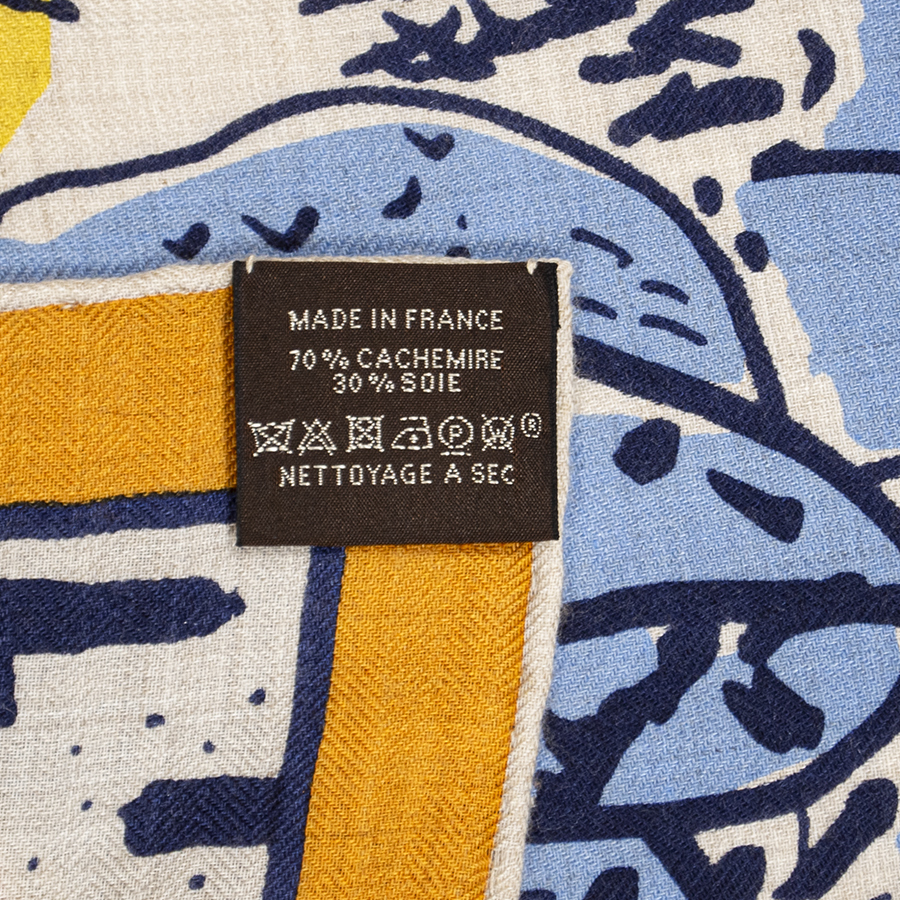 MADE IN FRANCE
70% CACHEMIRE
30% SOIE
P W ®
NETTOYAGE A SEC